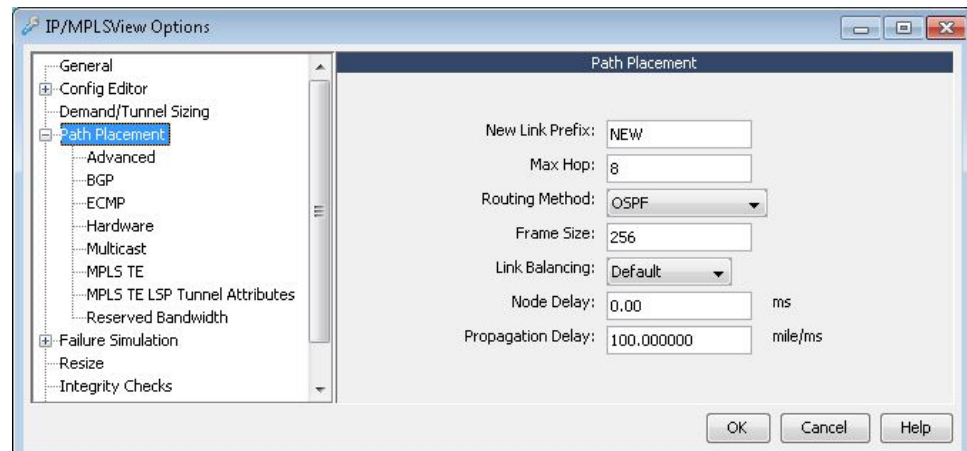 IP/MPLSView Options
General
Config Editor
Demand/Tunnel Sizing
Path Placement
Advanced
BGP
ECMP
Hardware
Multicast
MPLS TE
MPLS TE LSP Tunnel Attributes
Reserved Bandwidth
Failure Simulation
Resize
Integrity Checks
Path Placement
New Link Prefix: NEW
Max Hop: 8
Routing Method: OSPF
Frame Size: 256
Link Balancing: Default
Node Delay: 0.00 ms
Propagation Delay: 100.000000 mile/ms
OK Cancel Help